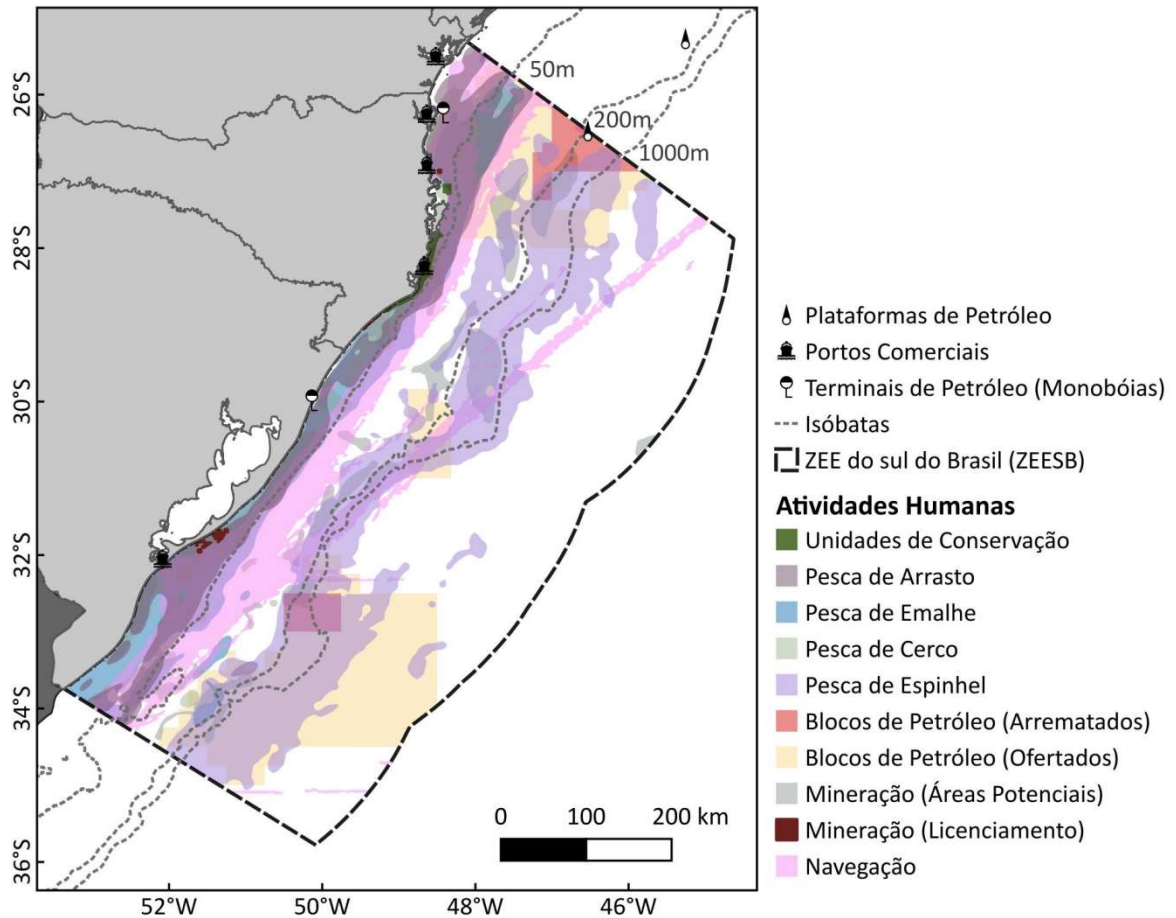 26°S
28°S
30°S
32°S
34°S
36°S
52°W
50°W
48°W
46°W
50m
200m
1000m
0 100 200 km
Plataformas de Petróleo
Portos Comerciais
Terminais de Petróleo (Monobóias)
Isóbatas
ZEE do sul do Brasil (ZEESB)
Atividades Humanas
Unidades de Conservação
Pesca de Arrasto
Pesca de Emalhe
Pesca de Cerco
Pesca de Espinhel
Blocos de Petróleo (Arrematados)
Blocos de Petróleo (Ofertados)
Mineração (Áreas Potenciais)
Mineração (Licenciamento)
Navegação